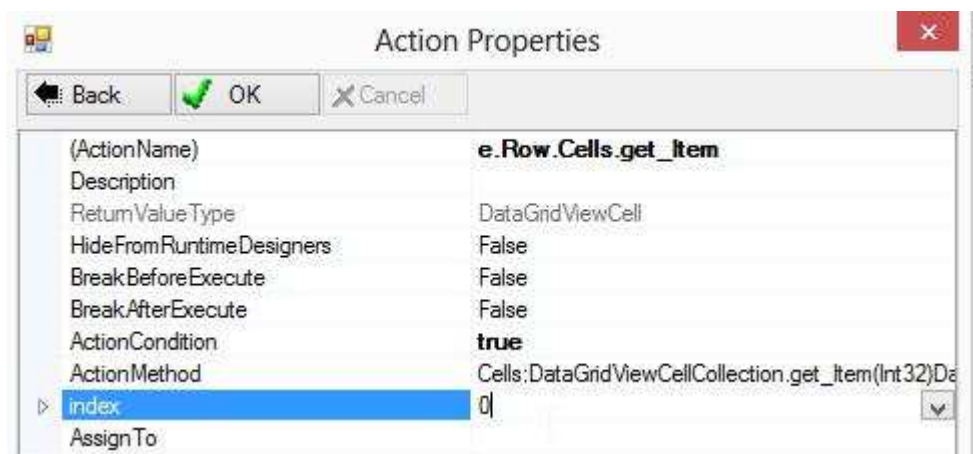 Action Properties
Back OK Cancel
(ActionName) e.Row.Cells.get_Item
Description
ReturnValueType DataGridViewCell
HideFromRuntimeDesigners False
BreakBeforeExecute False
BreakAfterExecute False
ActionCondition true
ActionMethod Cells:DataGridViewCellCollection.get_Item(Int32)Da
index 0
AssignTo